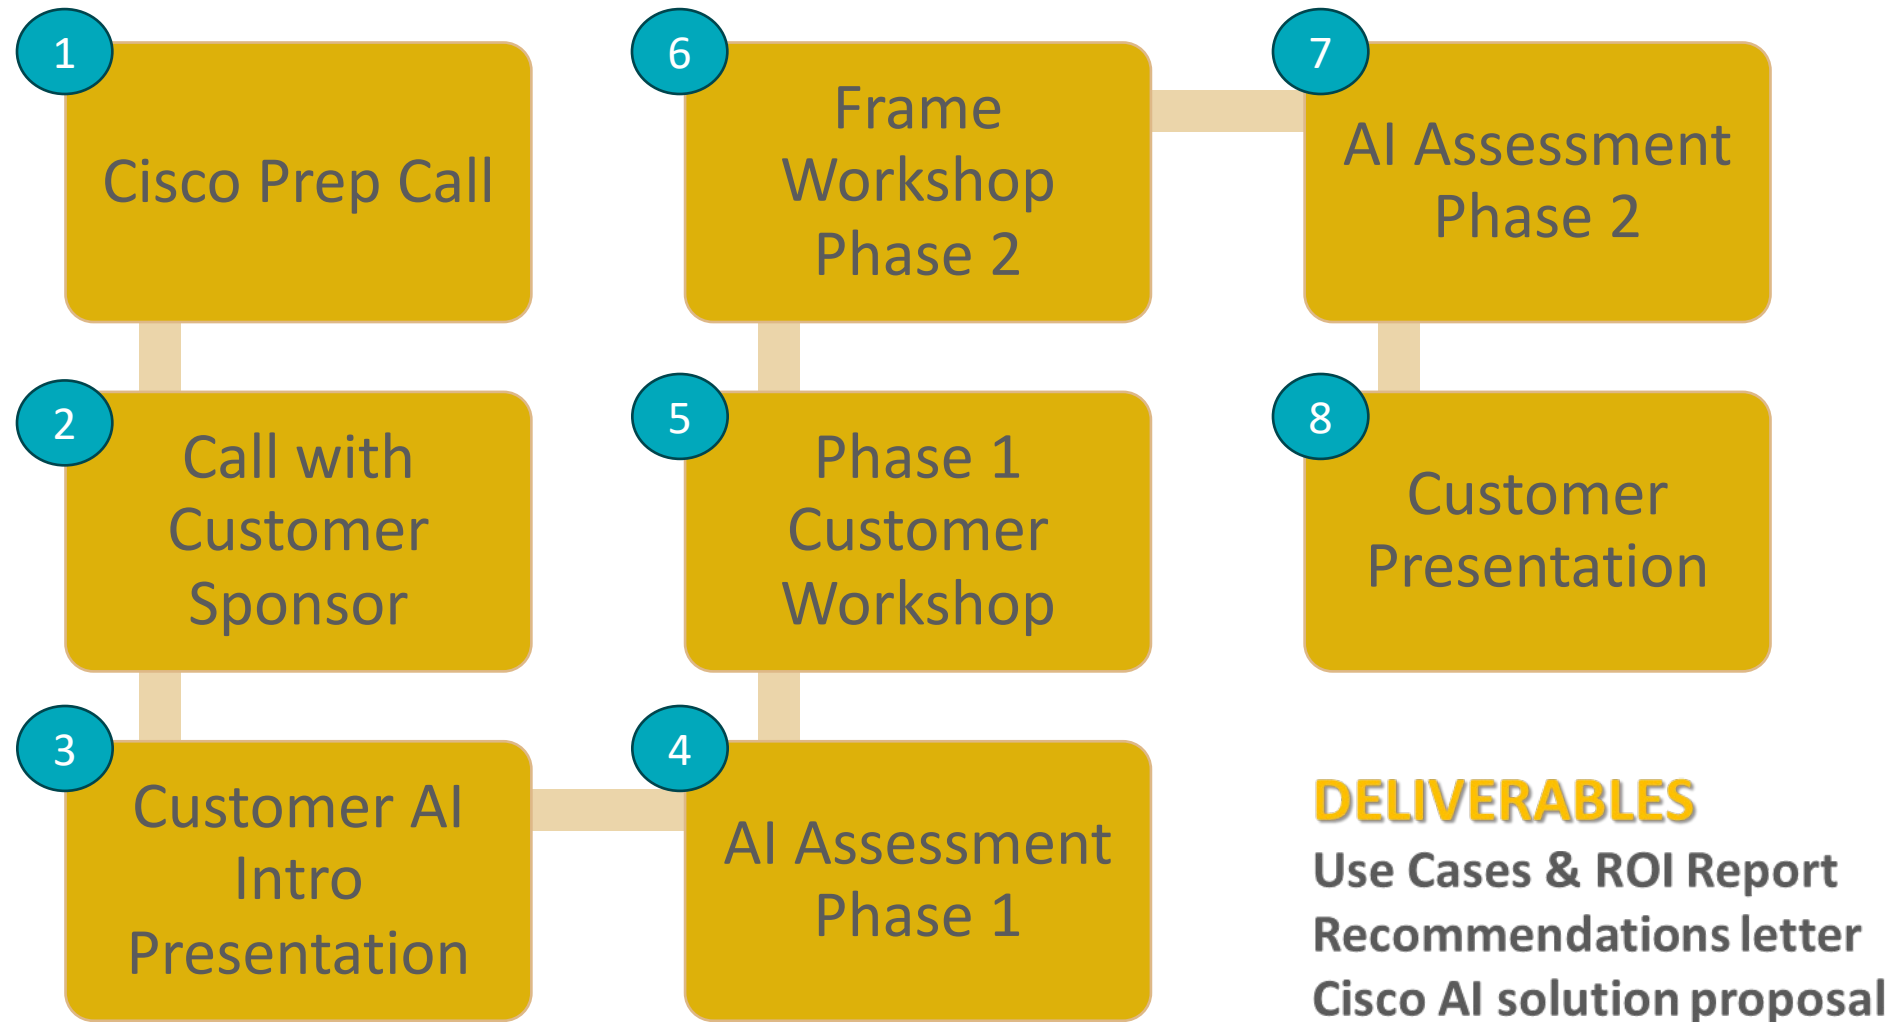 1
Cisco Prep Call
2
Call with
Customer
Sponsor
3
Customer AI
Intro
Presentation
4
AI Assessment
Phase 1
5
Phase 1
Customer
Workshop
6
Frame
Workshop
Phase 2
7
AI Assessment
Phase 2
8
Customer
Presentation
DELIVERABLES
Use Cases & ROI Report
Recommendations letter
Cisco AI solution proposal